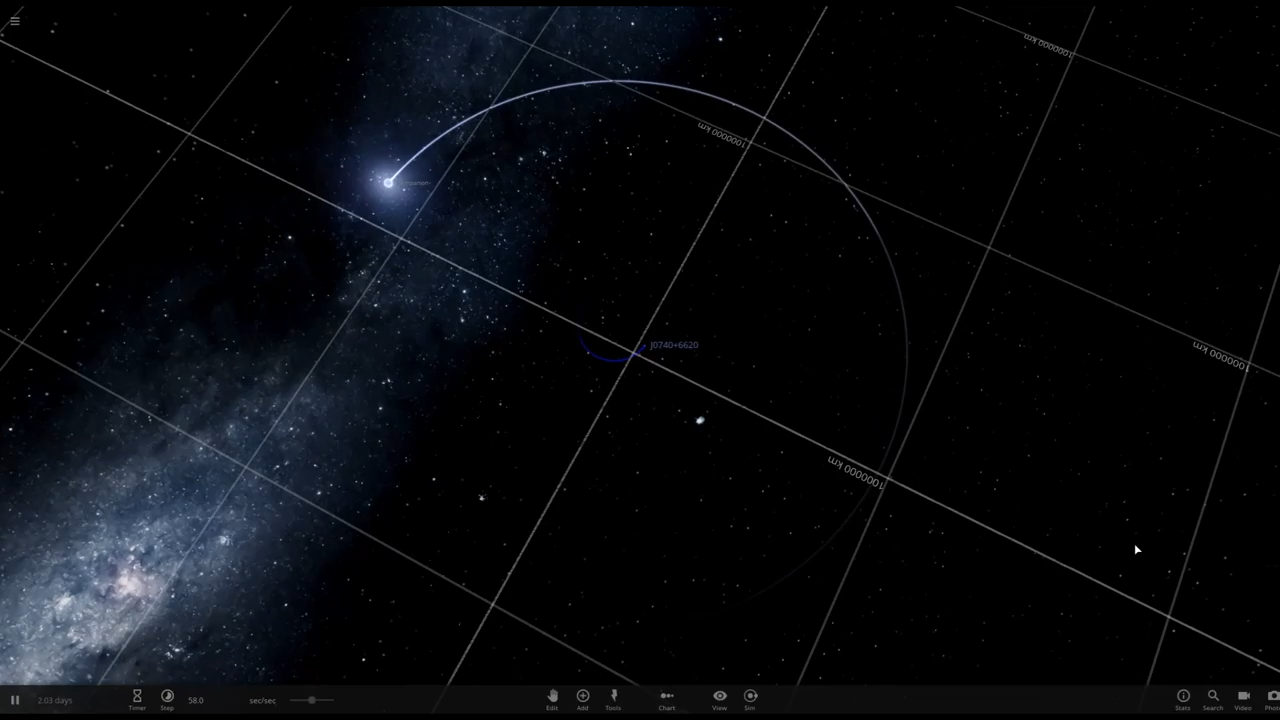 1000000 km
1000000 km
J0740+6620
1000000 km
1000000 km
2.03 days
Timer
Step
58.0
sec/sec
Edit
Add
Tools
Chart
View
Sim
Stats
Search
Video